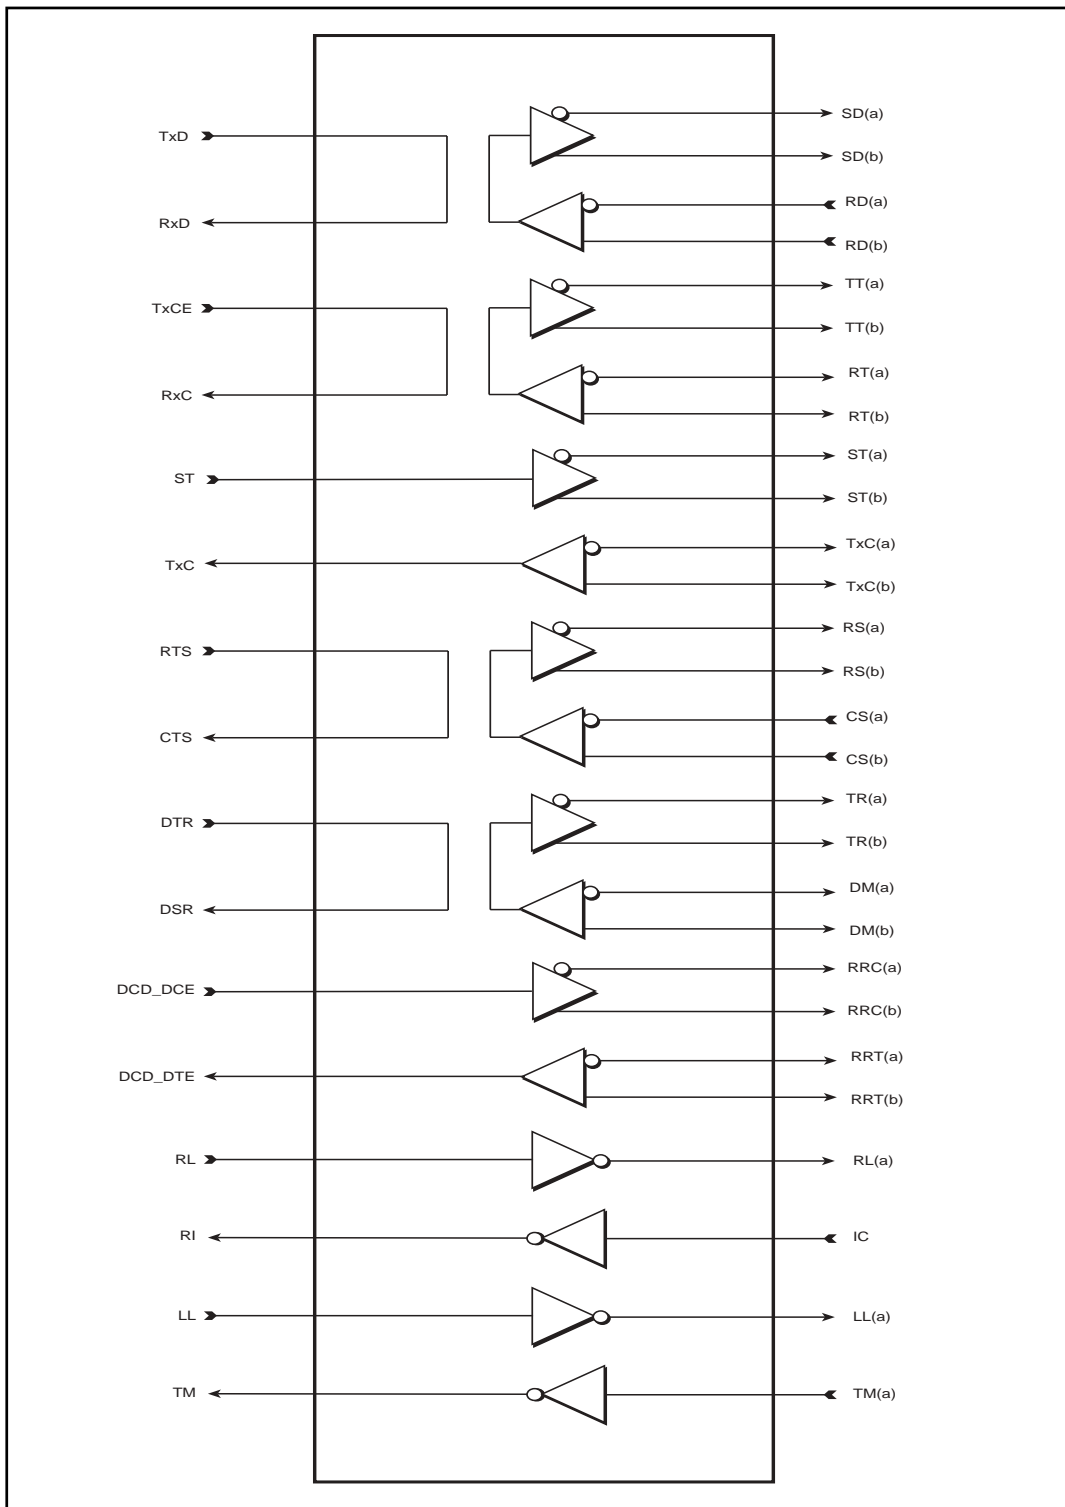 TxD
SD(a)
SD(b)
RxD
RD(a)
RD(b)
TxCE
TT(a)
TT(b)
RxC
RT(a)
RT(b)
ST
ST(a)
ST(b)
TxC
TxC(a)
TxC(b)
RTS
RS(a)
RS(b)
CTS
CS(a)
CS(b)
DTR
TR(a)
TR(b)
DSR
DM(a)
DM(b)
DCD_DCE
RRC(a)
RRC(b)
DCD_DTE
RRT(a)
RRT(b)
RL
RL(a)
RI
IC
LL
LL(a)
TM
TM(a)